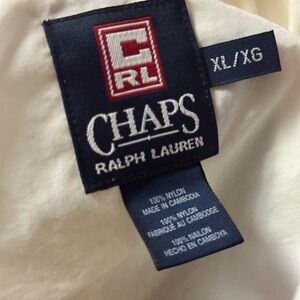 C
RL
XL/XG
CHAPS
RALPH LAUREN
100% NYLON
MADE IN CAMBODIA
100% NYLON
FABRIQUÉ AU CAMBODGE
100% NAILON
HECHO EN CAMBOYA